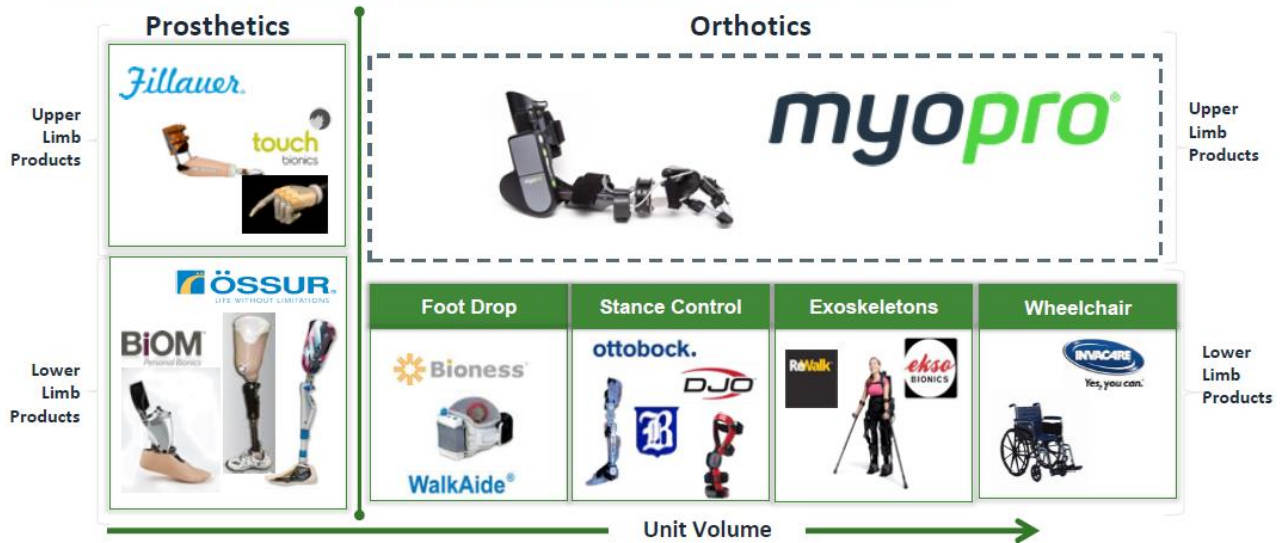 Prosthetics
Orthotics
Upper
Limb
Products
Fillauer®
touch
bionics
myopro
myopro®
Upper
Limb
Products
Lower
Limb
Products
ÖSSUR
LIFE WITHOUT LIMITATIONS
BiOM
Personal Bionics
Foot Drop
Bioness
WalkAide®
Stance Control
ottobock.
DJO
B
Exoskeletons
ReWalk
ekso
BIONICS
Wheelchair
INVACARE
Yes, you can.
Lower
Limb
Products
Unit Volume